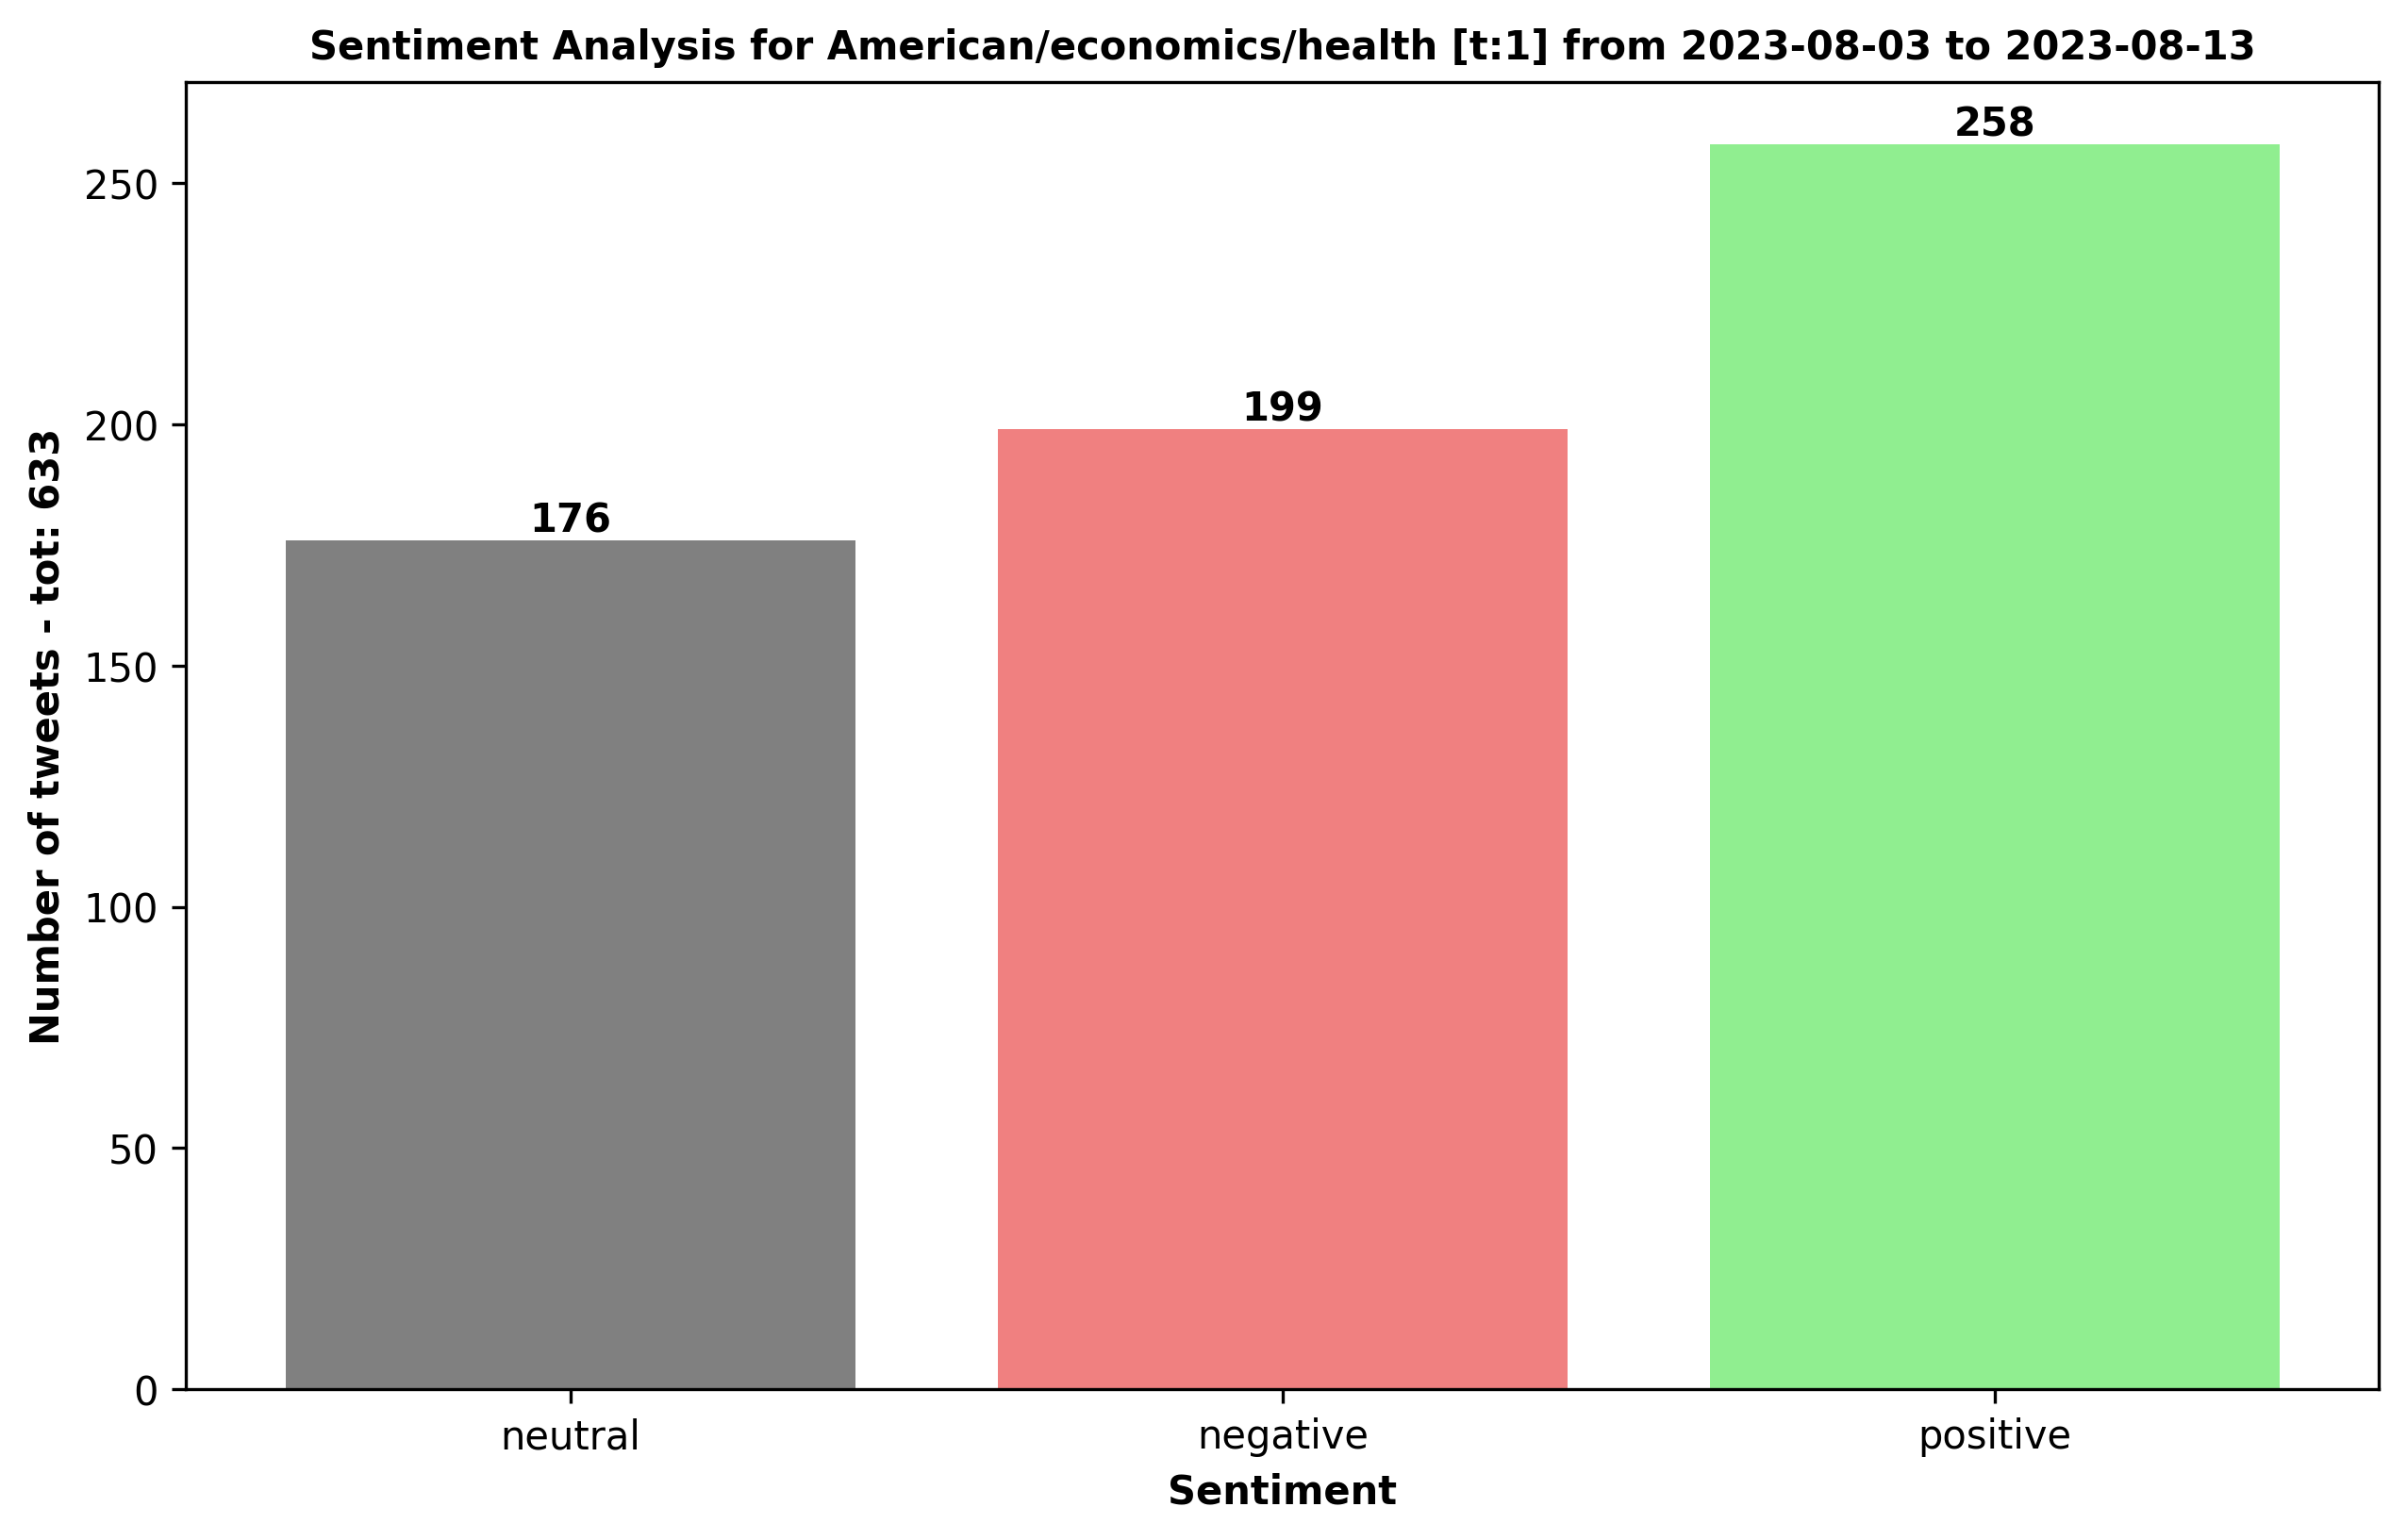 Sentiment Analysis for American/economics/health [t:1] from 2023-08-03 to 2023-08-13
Number of tweets - tot: 633
250
200
150
100
50
0
176
199
258
neutral
negative
positive
Sentiment